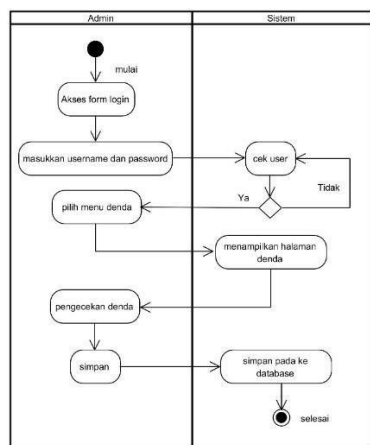 Admin
Sistem
mulai
Akses form login
masukkan username dan password
cek user
Tidak
Ya
pilih menu denda
menampilkan halaman
denda
pengecekan denda
simpan
simpan pada ke
database
selesai